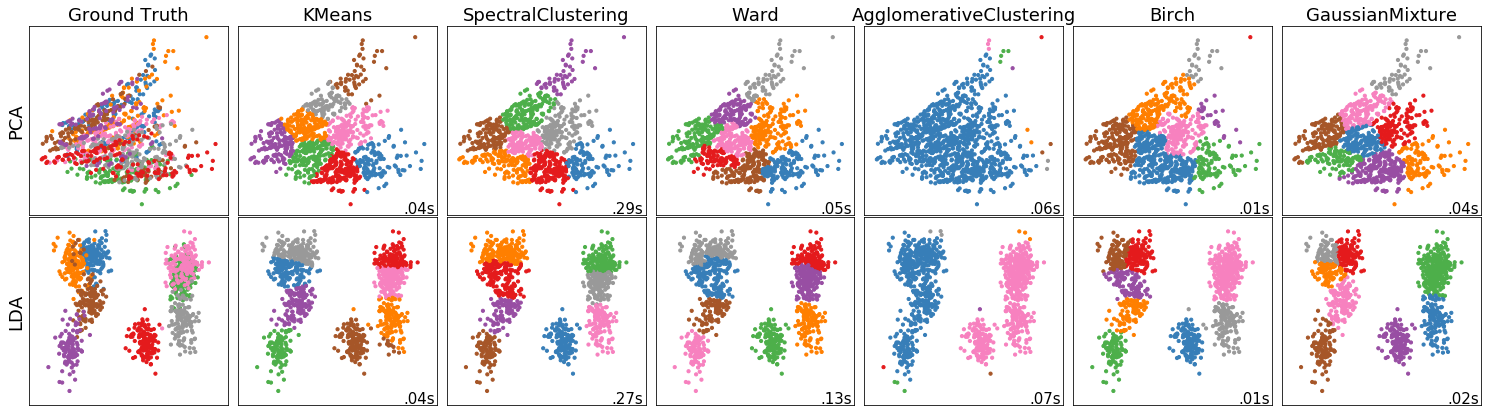 Ground Truth KMeans SpectralClustering Ward AgglomerativeClustering Birch GaussianMixture
PCA
.04s .29s .05s .06s .01s .04s
LDA
.04s .27s .13s .07s .01s .02s